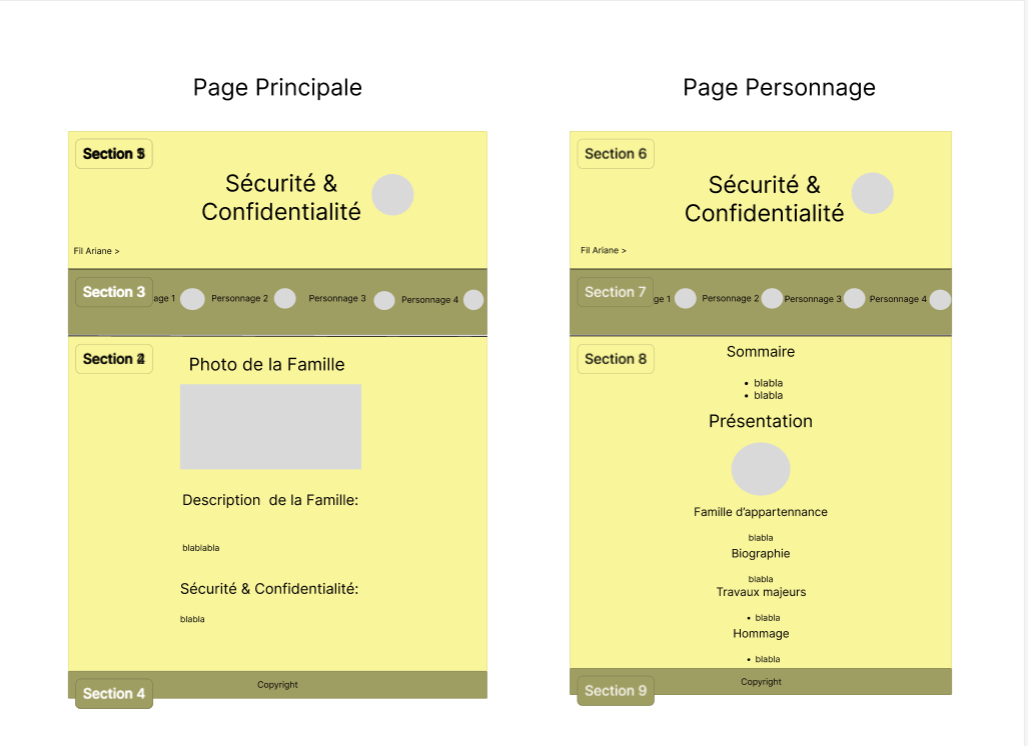 Page Principale
Page Personnage
Section
Sécurité &
Confidentialité
Fil Ariane >
Section 3
age 1
Personnage 2
Personnage 3
Personnage 4
Section
Photo de la Famille
Description de la Famille:
blablabla
Sécurité & Confidentialité:
blabla
Copyright
Section 4
Section 6
Sécurité &
Confidentialité
Fil Ariane >
Section 7
ge 1
Personnage 2
Personnage 3
Personnage 4
Section 8
Sommaire
• blabla
• blabla
Présentation
Famille d'appartennance
blabla
Biographie
blabla
Travaux majeurs
• blabla
Hommage
• blabla
Copyright
Section 9